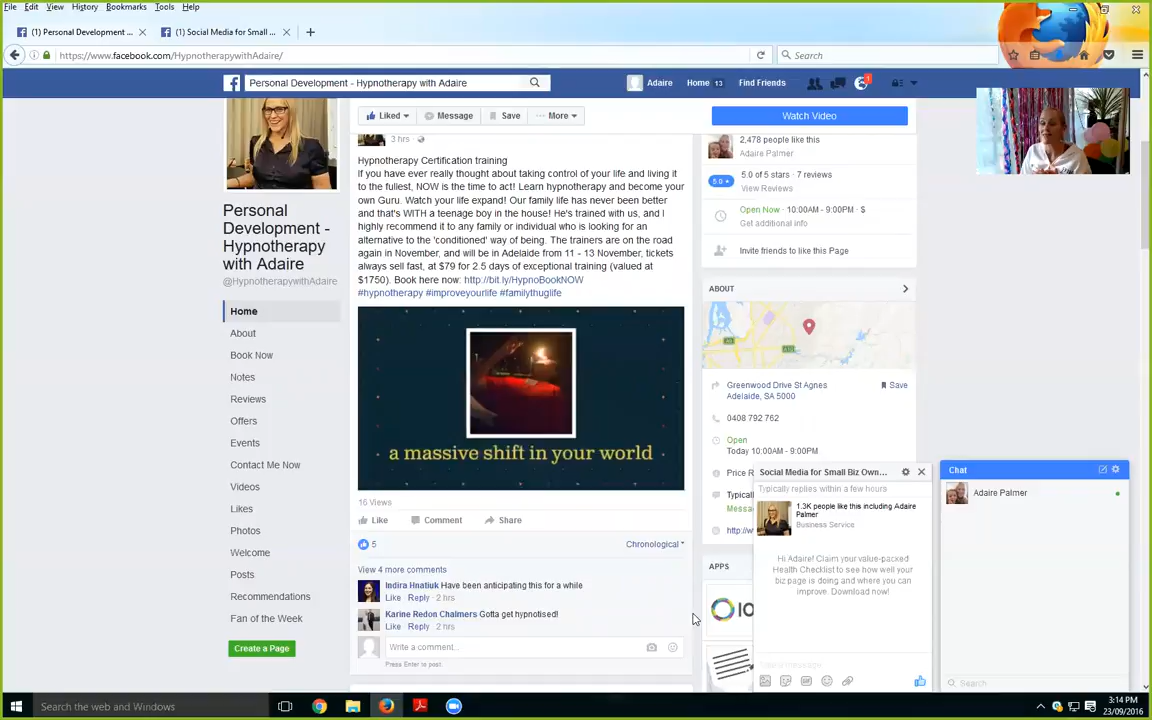 File Edit View History Bookmarks Tools Help
(1) Personal Development ...
(1) Social Media for Small ...
https://www.facebook.com/HypnotherapywithAdaire/
Search
Personal Development - Hypnotherapy with Adaire
Adaire
Home 13
Find Friends
1
Liked
Message
Save
More
Watch Video
3 hrs
Hypnotherapy Certification training
If you have ever really thought about taking control of your life and living it
to the fullest, NOW is the time to act! Learn hypnotherapy and become your
own Guru. Watch your life expand! Our family life has never been better
and that's WITH a teenage boy in the house! He's trained with us, and I
highly recommend it to any family or individual who is looking for an
alternative to the 'conditioned' way of being. The trainers are on the road
again in November, and will be in Adelaide from 11 - 13 November, tickets
always sell fast, at $79 for 2.5 days of exceptional training (valued at
$1750). Book here now: http://bit.ly/HypnoBookNOW
#hypnotherapy #improveyourlife #familythuglife
a massive shift in your world
16 Views
Like
Comment
Share
5
Chronological
View 4 more comments
Indira Hnatiuk Have been anticipating this for a while
Like · Reply · 2 hrs
Karine Redon Chalmers Gotta get hypnotised!
Like · Reply · 2 hrs
Write a comment...
Press Enter to post.
Personal
Development -
Hypnotherapy
with Adaire
@HypnotherapywithAdaire
Home
About
Book Now
Notes
Reviews
Offers
Events
Contact Me Now
Videos
Likes
Photos
Welcome
Posts
Recommendations
Fan of the Week
Create a Page
2,478 people like this
Adaire Palmer
5.0
5.0 of 5 stars · 7 reviews
View Reviews
Open Now · 10:00AM - 9:00PM · $
Get additional info
Invite friends to like this Page
ABOUT
Greenwood Drive St Agnes
Adelaide, SA 5000
Save
0408 792 762
Open
Today 10:00AM - 9:00PM
Price R
Typical
Messa
http://w
APPS
Social Media for Small Biz Own...
Typically replies within a few hours
1.3K people like this including Adaire
Palmer
Business Service
Hi Adaire! Claim your value-packed
Health Checklist to see how well your
biz page is doing and where you can
improve. Download now!
Chat
Adaire Palmer
Search
Search the web and Windows
3:14 PM
23/09/2016